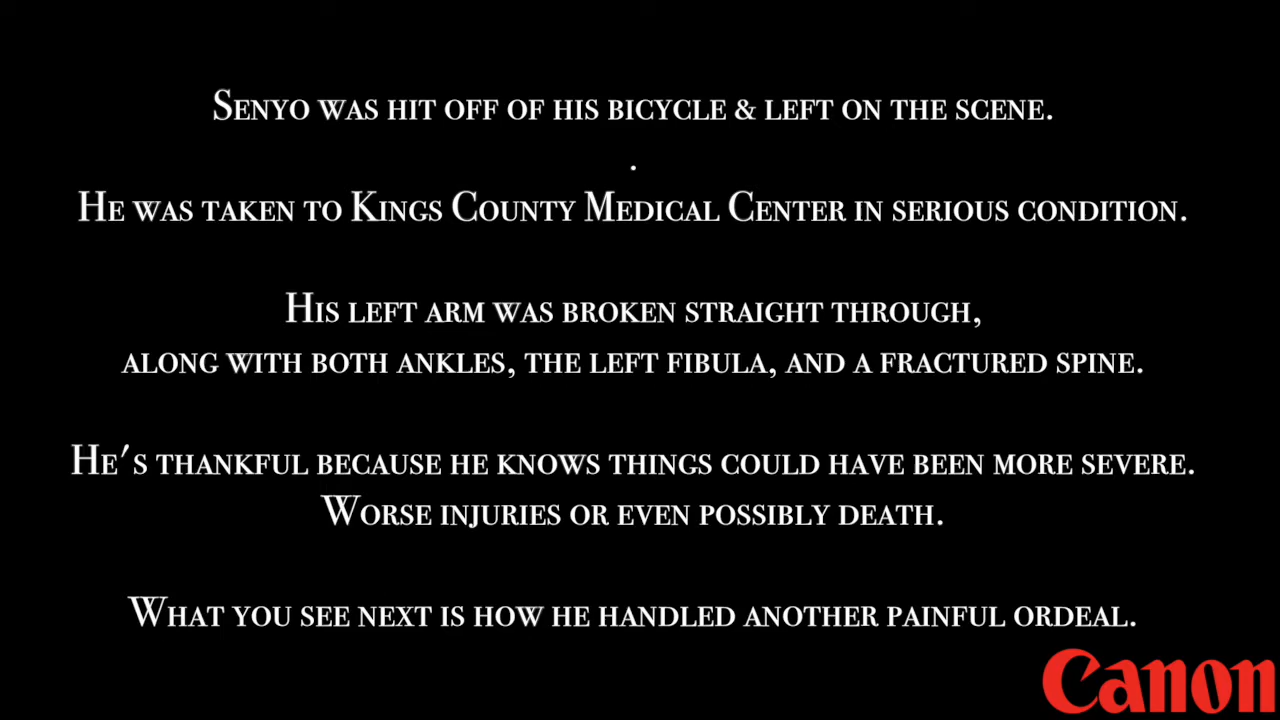 Senyo was hit off of his bicycle & left on the scene.
.
He was taken to Kings County Medical Center in serious condition.
His left arm was broken straight through,
along with both ankles, the left fibula, and a fractured spine.
He's thankful because he knows things could have been more severe.
Worse injuries or even possibly death.
What you see next is how he handled another painful ordeal.
Canon